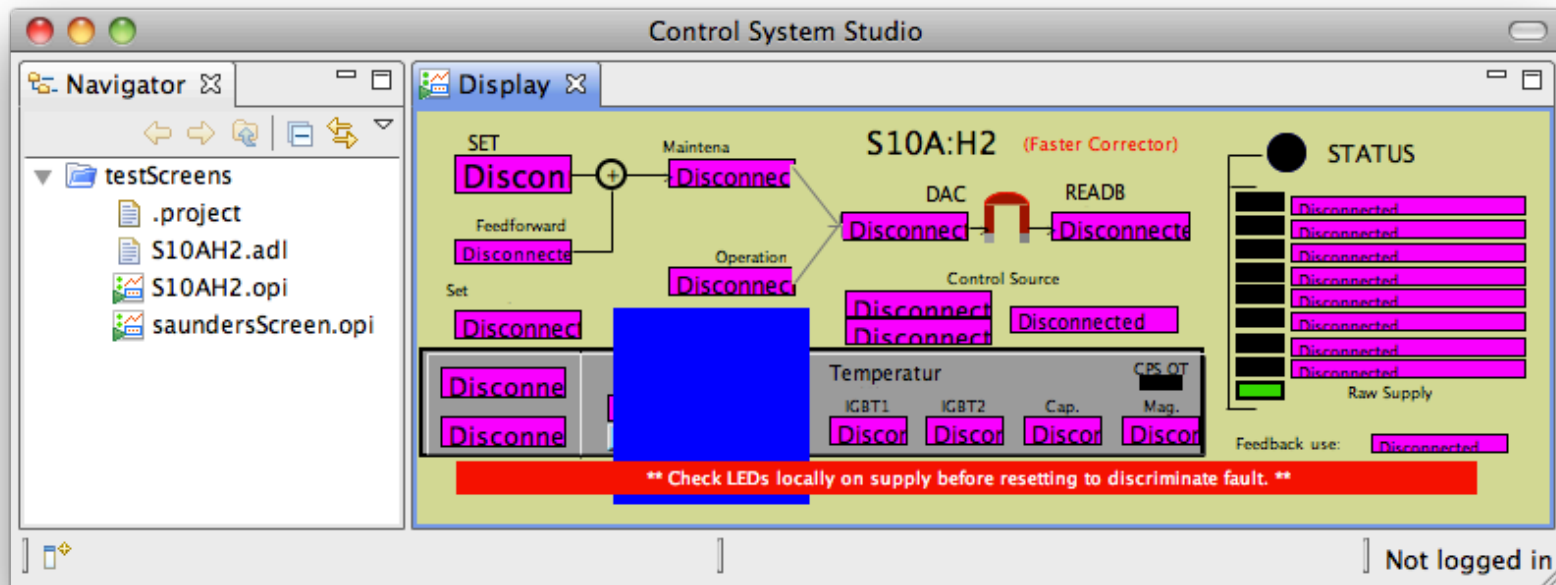 Control System Studio
Navigator
Display
testScreens
.project
S10AH2.adl
S10AH2.opi
saundersScreen.opi
SET
Discon
+
Maintena
Disconnec
S10A:H2 (Faster Corrector)
STATUS
DAC
READB
Disconnect
Disconnecte
Feedforward
Disconnecte
Operation
Disconnec
Control Source
Disconnect
Disconnect
Disconnected
Set
Disconnect
Disconnected
Disconnected
Disconnected
Disconnected
Disconnected
Disconnected
Disconnected
Disconnected
Raw Supply
Disconne
Disconne
Temperatur
CPS OT
IGBT1
IGBT2
Cap.
Mag.
Discor
Discor
Discor
Discor
Feedback use:
Disconnected
** Check LEDs locally on supply before resetting to discriminate fault. **
Not logged in